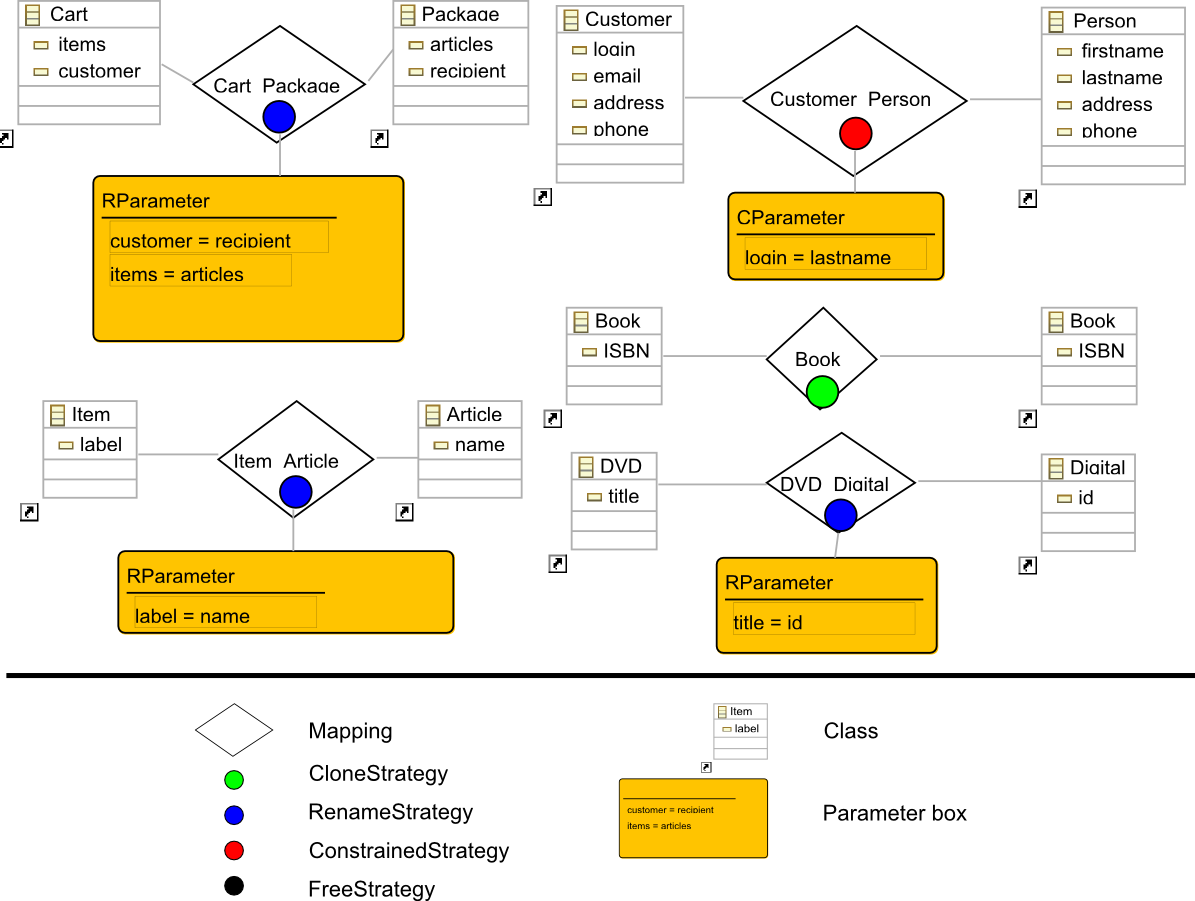 Cart
items
customer
Cart Package
Package
articles
recipient
RParameter
customer = recipient
items = articles
Customer
login
email
address
phone
Customer Person
Person
firstname
lastname
address
phone
CParameter
login = lastname
Book
ISBN
Book
Book
ISBN
Item
label
Item Article
Article
name
RParameter
label = name
DVD
title
DVD Digital
Digital
id
RParameter
title = id
Mapping
CloneStrategy
RenameStrategy
ConstrainedStrategy
FreeStrategy
Item
label
Class
customer = recipient
items = articles
Parameter box